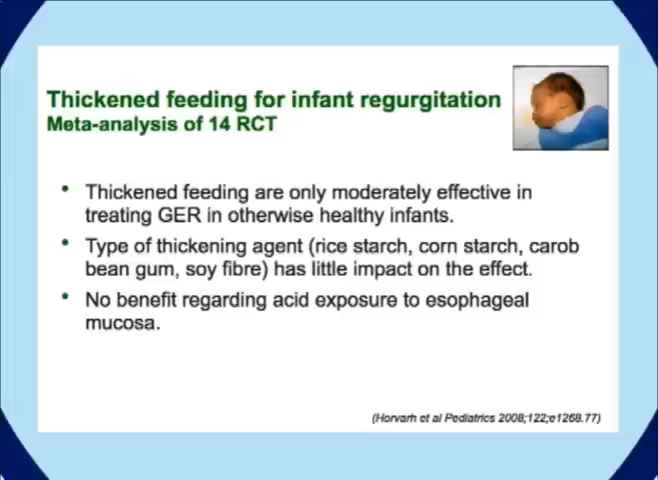 Thickened feeding for infant regurgitation
Meta-analysis of 14 RCT
• Thickened feeding are only moderately effective in
treating GER in otherwise healthy infants.
• Type of thickening agent (rice starch, corn starch, carob
bean gum, soy fibre) has little impact on the effect.
• No benefit regarding acid exposure to esophageal
mucosa.
(Horvarh et al Pediatrics 2008;122;e1268.77)